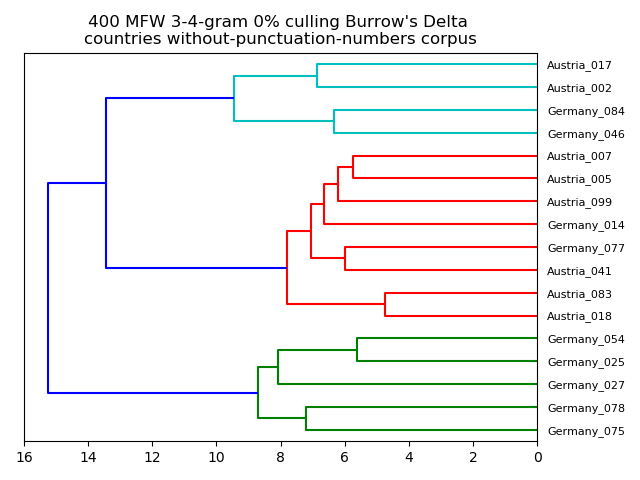 400 MFW 3-4-gram 0% culling Burrow's Delta
countries without-punctuation-numbers corpus
Austria_017
Austria_002
Germany_084
Germany_046
Austria_007
Austria_005
Austria_099
Germany_014
Germany_077
Austria_041
Austria_083
Austria_018
Germany_054
Germany_025
Germany_027
Germany_078
Germany_075
16 14 12 10 8 6 4 2 0